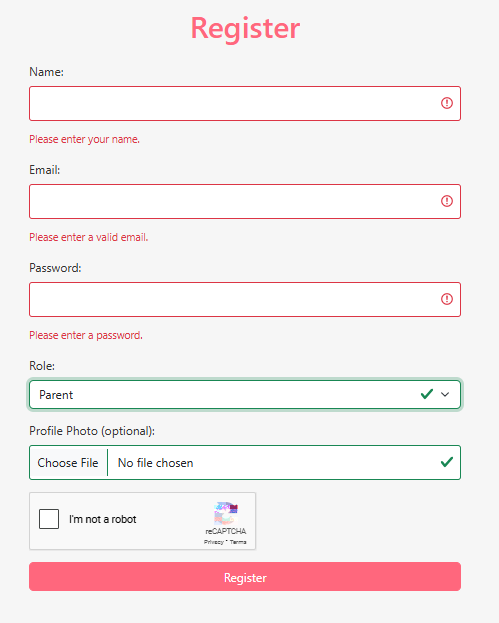 Register
Name:
Please enter your name.
Email:
Please enter a valid email.
Password:
Please enter a password.
Role:
Parent
Profile Photo (optional):
Choose File No file chosen
I'm not a robot
reCAPTCHA
Privacy - Terms
Register